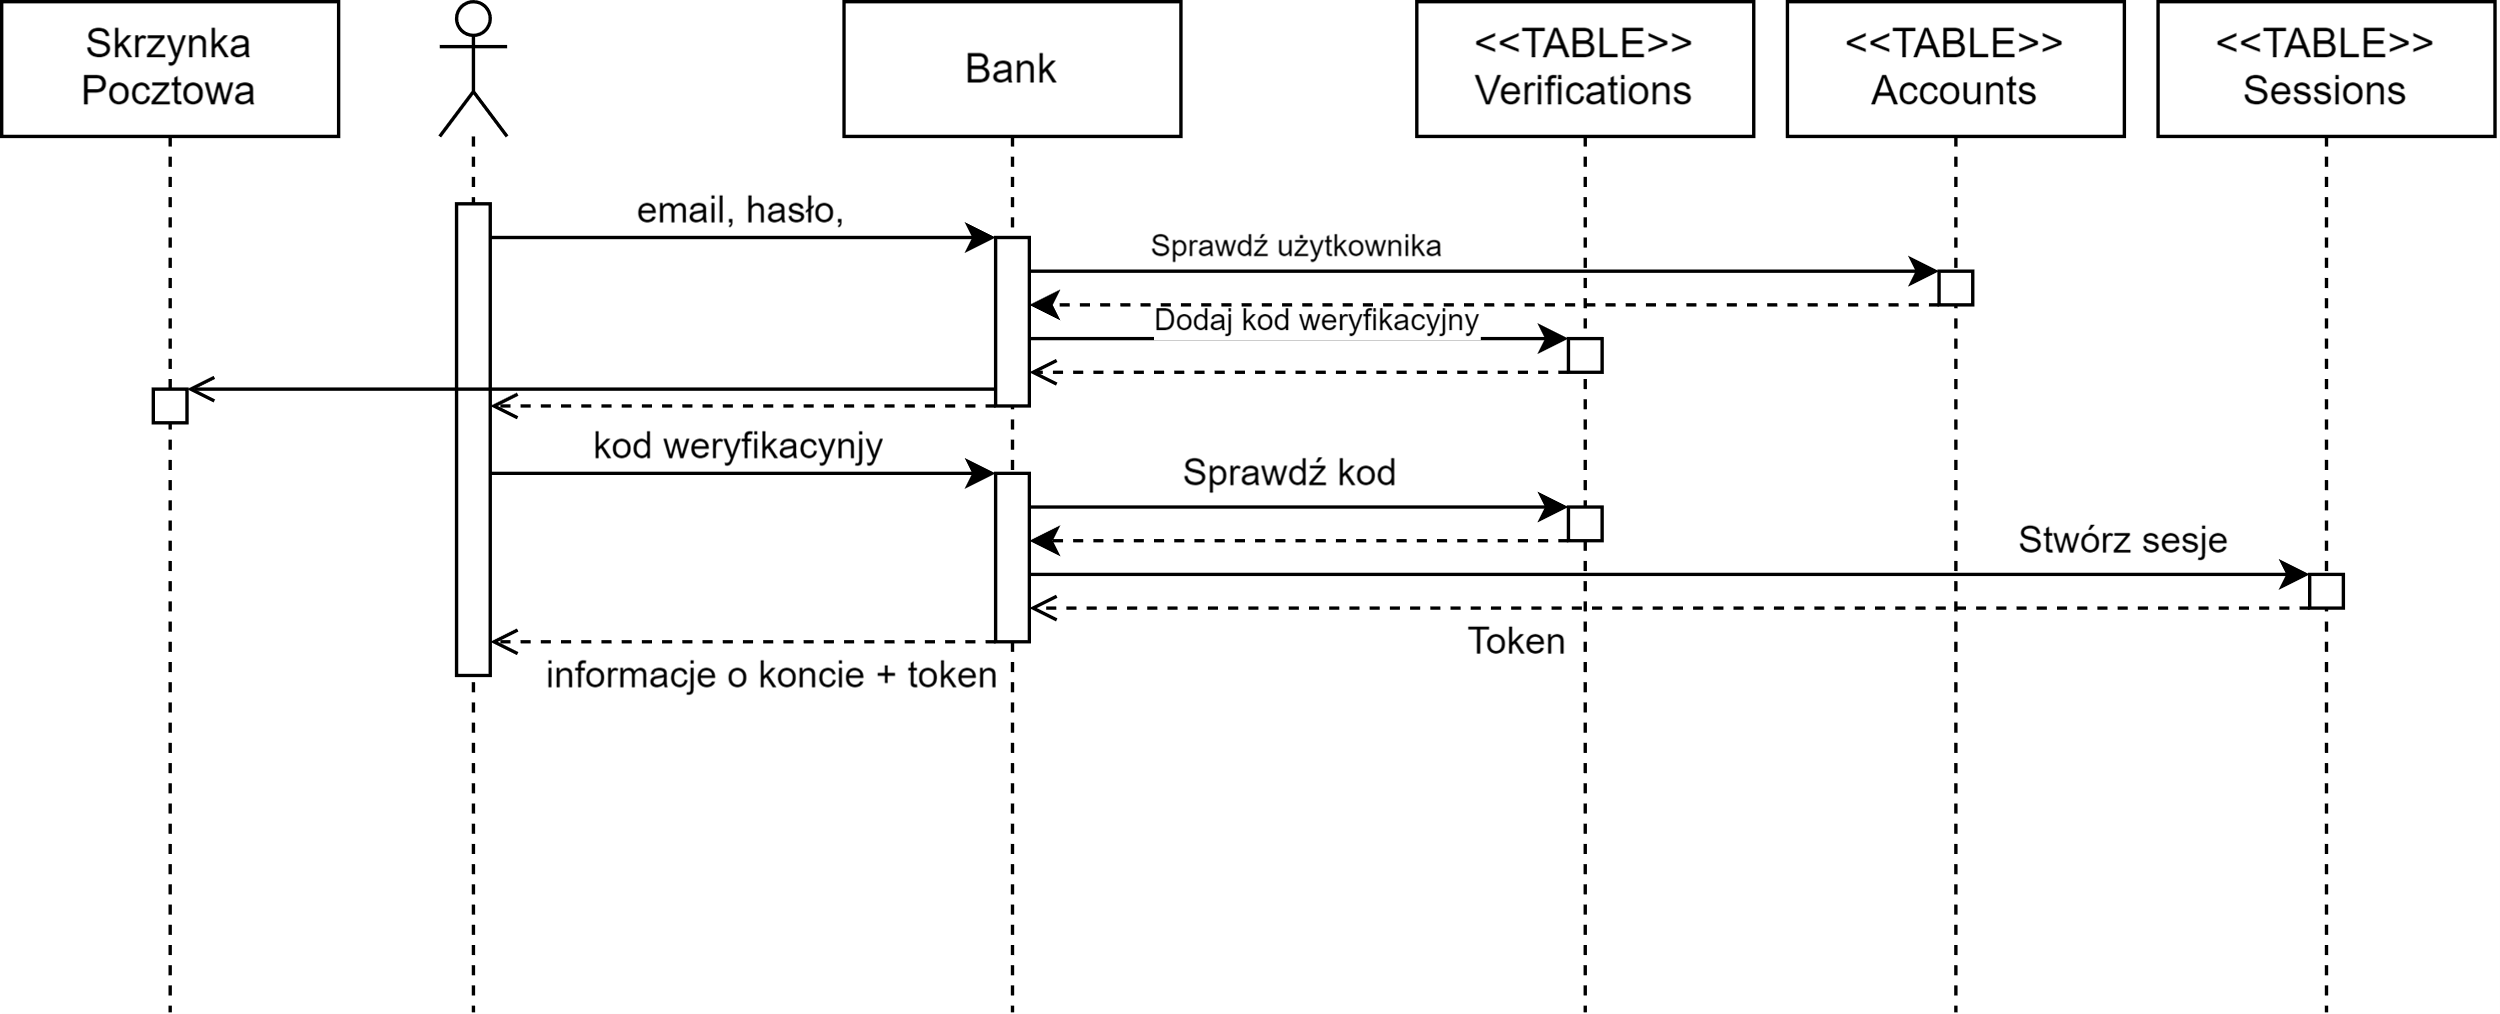 Skrzynka
Pocztowa
Bank
<<TABLE>>
Verifications
<<TABLE>>
Accounts
<<TABLE>>
Sessions
email, hasło,
Sprawdź użytkownika
Dodaj kod weryfikacyjny
kod weryfikacynjy
Sprawdź kod
Stwórz sesje
Token
informacje o koncie + token